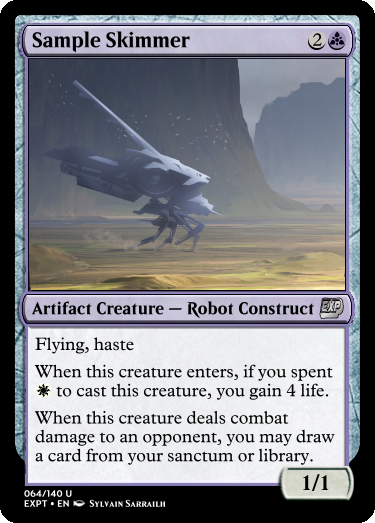 Sample Skimmer 2
Artifact Creature — Robot Construct EXP
Flying, haste
When this creature enters, if you spent
to cast this creature, you gain 4 life.
When this creature deals combat
damage to an opponent, you may draw
a card from your sanctum or library.
1/1
064/140 U
EXPT • EN Sylvain Sarrailh